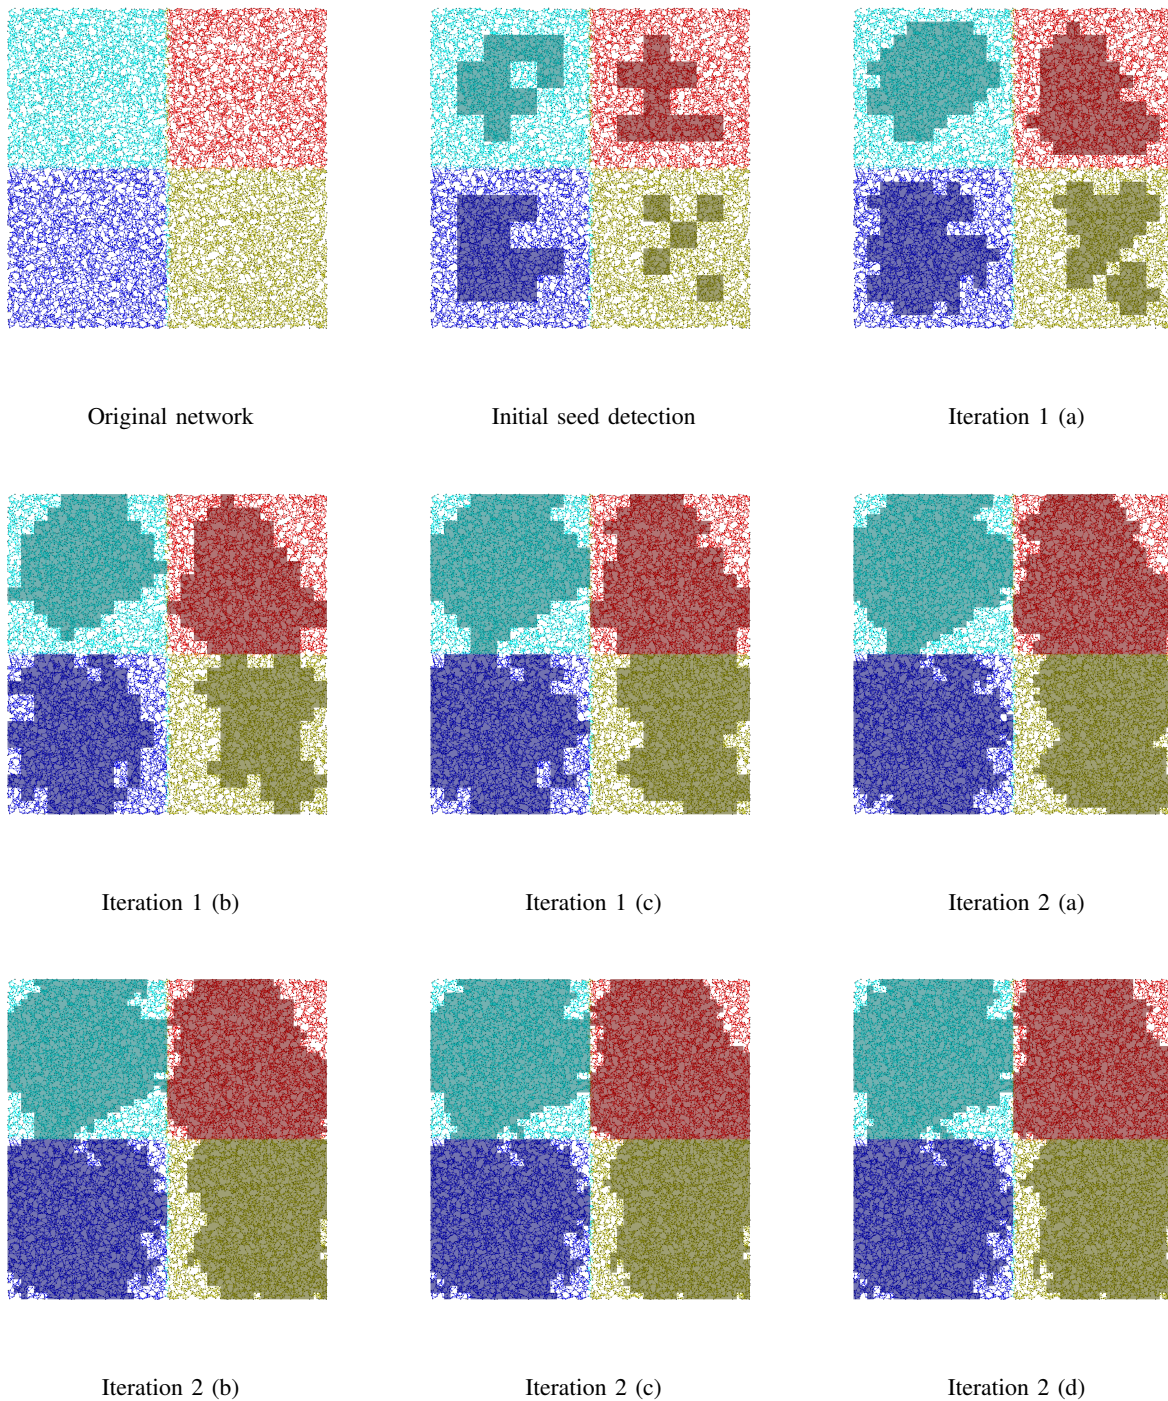 Original network
Initial seed detection
Iteration 1 (a)
Iteration 1 (b)
Iteration 1 (c)
Iteration 2 (a)
Iteration 2 (b)
Iteration 2 (c)
Iteration 2 (d)